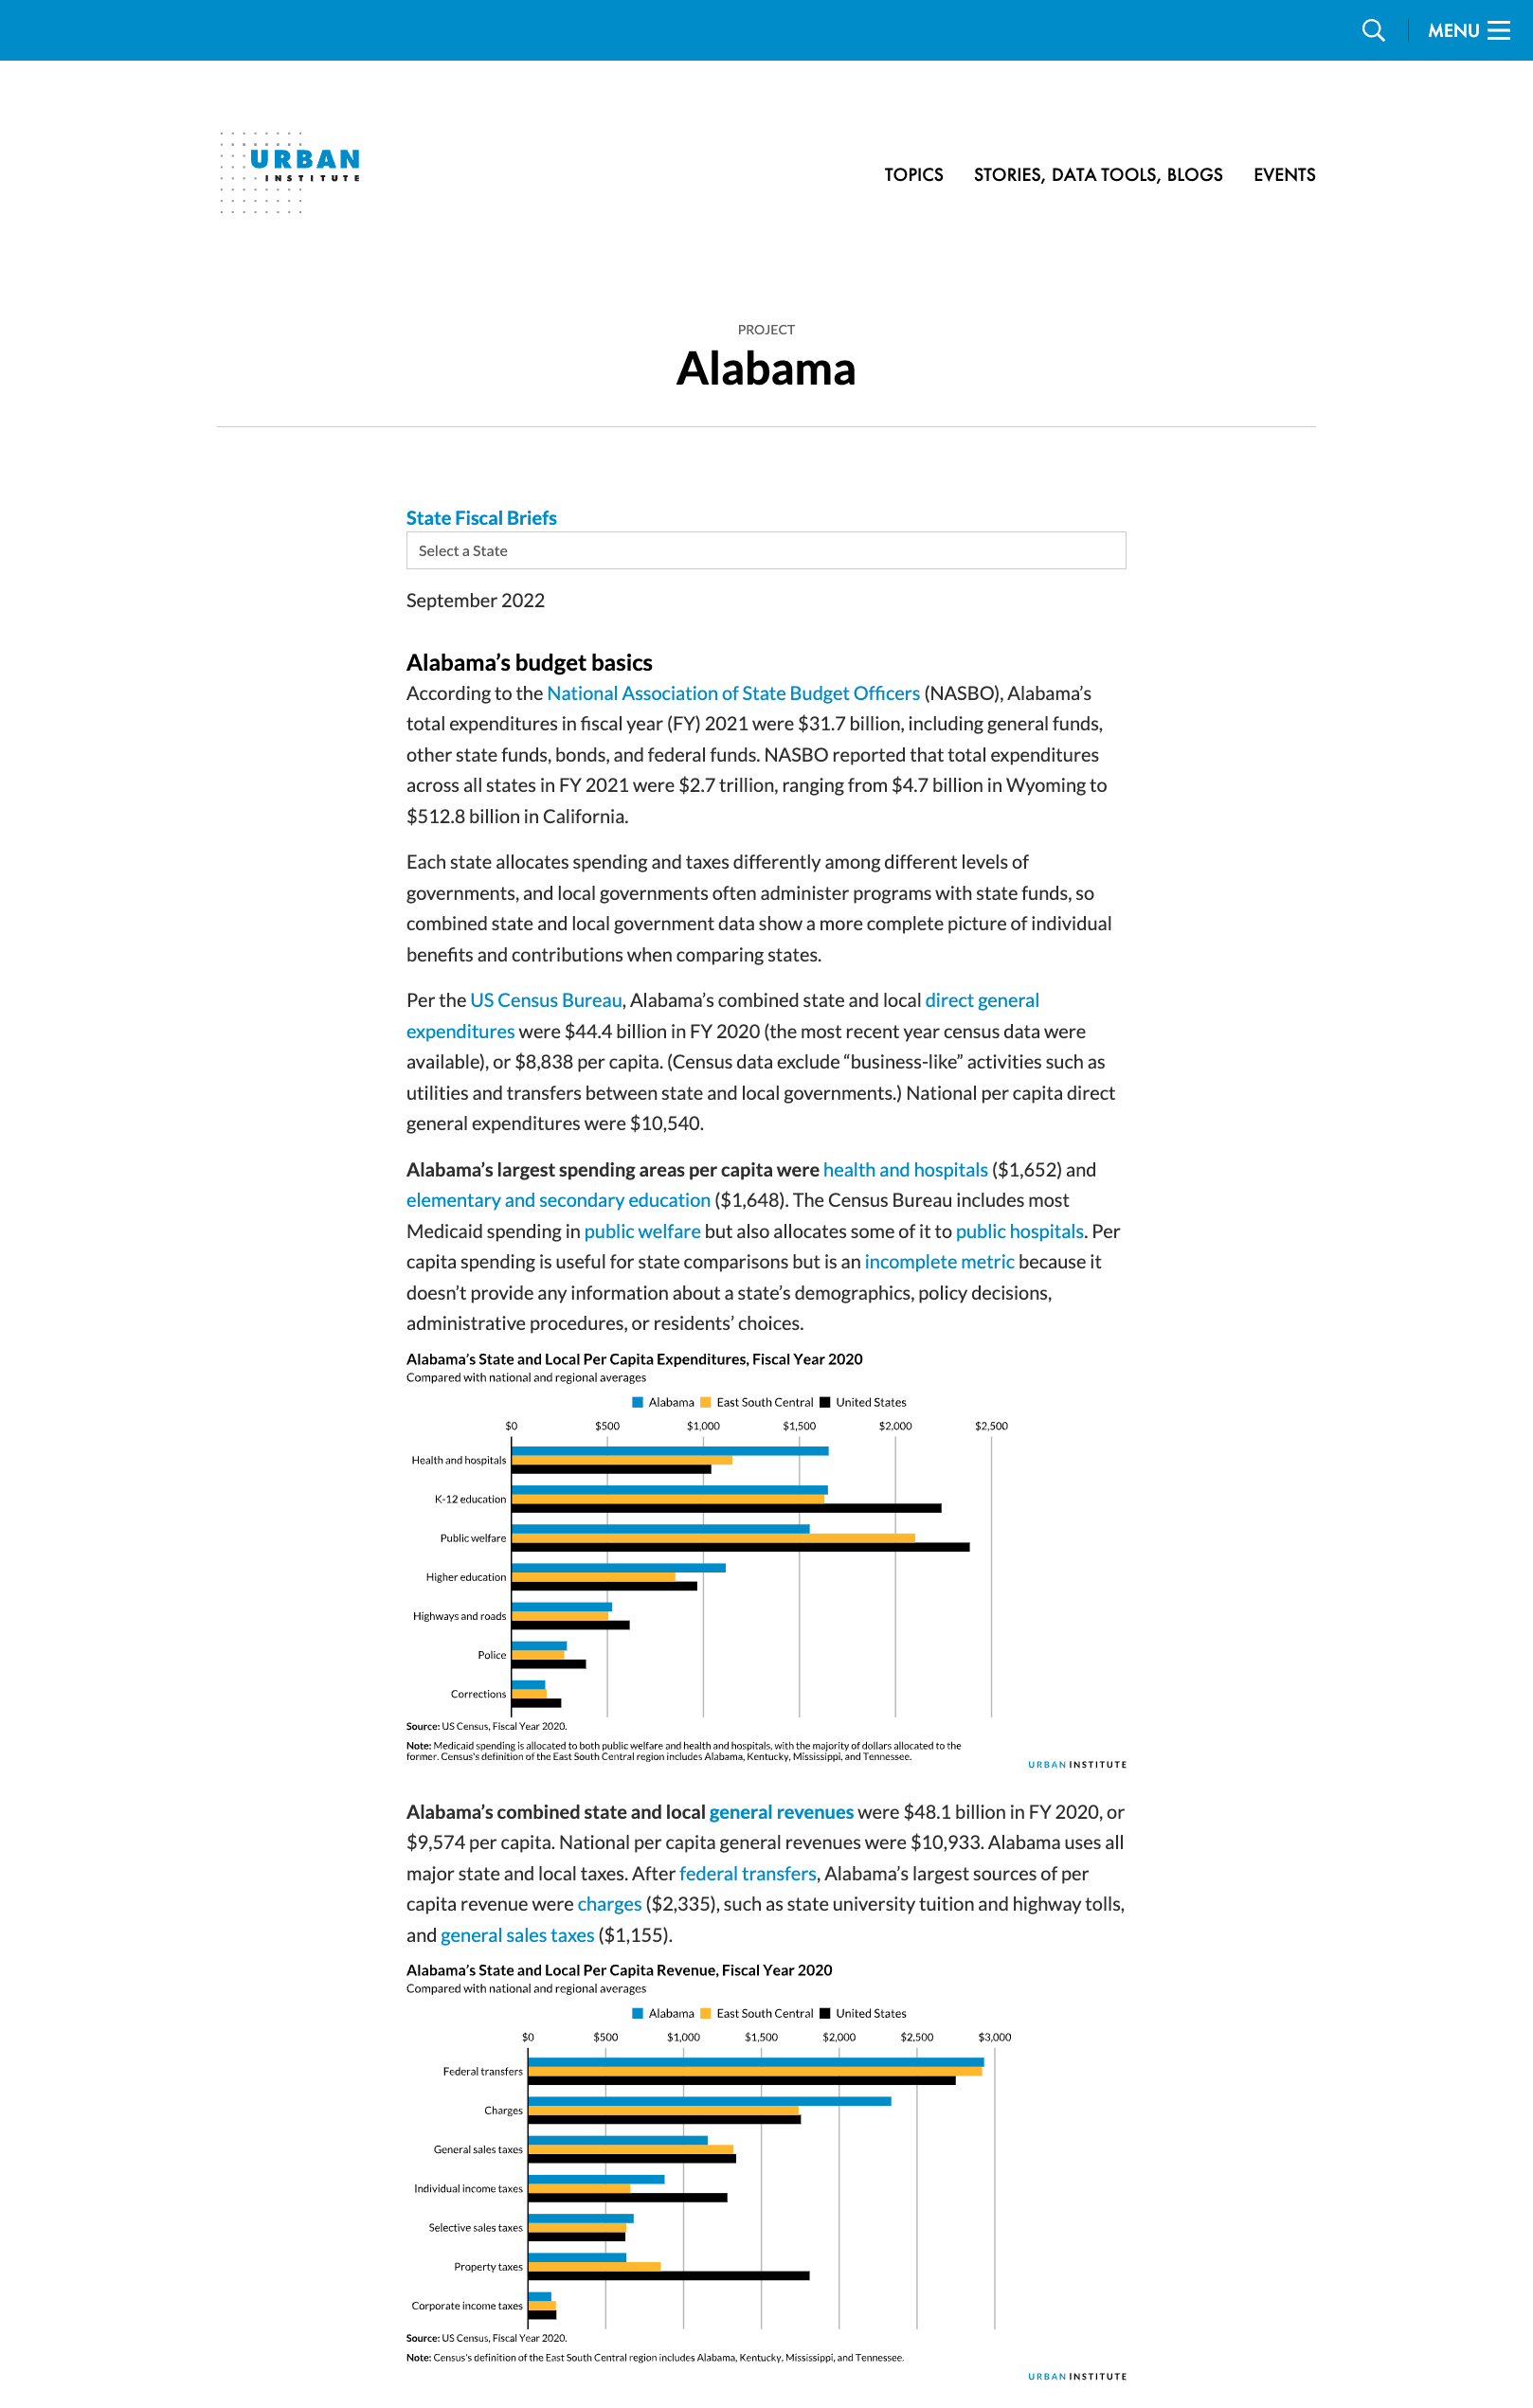 MENU
URBAN
INSTITUTE
TOPICS STORIES, DATA TOOLS, BLOGS EVENTS
PROJECT
Alabama
State Fiscal Briefs
Select a State
September 2022
Alabama’s budget basics
According to the National Association of State Budget Officers (NASBO), Alabama’s
total expenditures in fiscal year (FY) 2021 were $31.7 billion, including general funds,
other state funds, bonds, and federal funds. NASBO reported that total expenditures
across all states in FY 2021 were $2.7 trillion, ranging from $4.7 billion in Wyoming to
$512.8 billion in California.
Each state allocates spending and taxes differently among different levels of
governments, and local governments often administer programs with state funds, so
combined state and local government data show a more complete picture of individual
benefits and contributions when comparing states.
Per the US Census Bureau, Alabama’s combined state and local direct general
expenditures were $44.4 billion in FY 2020 (the most recent year census data were
available), or $8,838 per capita. (Census data exclude “business-like” activities such as
utilities and transfers between state and local governments.) National per capita direct
general expenditures were $10,540.
Alabama’s largest spending areas per capita were health and hospitals ($1,652) and
elementary and secondary education ($1,648). The Census Bureau includes most
Medicaid spending in public welfare but also allocates some of it to public hospitals. Per
capita spending is useful for state comparisons but is an incomplete metric because it
doesn’t provide any information about a state’s demographics, policy decisions,
administrative procedures, or residents’ choices.
Alabama’s State and Local Per Capita Expenditures, Fiscal Year 2020
Compared with national and regional averages
Alabama East South Central United States
$0 $500 $1,000 $1,500 $2,000 $2,500
Health and hospitals
K-12 education
Public welfare
Higher education
Highways and roads
Police
Corrections
Source: US Census, Fiscal Year 2020.
Note: Medicaid spending is allocated to both public welfare and health and hospitals, with the majority of dollars allocated to the
former. Census's definition of the East South Central region includes Alabama, Kentucky, Mississippi, and Tennessee.
URBAN INSTITUTE
Alabama’s combined state and local general revenues were $48.1 billion in FY 2020, or
$9,574 per capita. National per capita general revenues were $10,933. Alabama uses all
major state and local taxes. After federal transfers, Alabama’s largest sources of per
capita revenue were charges ($2,335), such as state university tuition and highway tolls,
and general sales taxes ($1,155).
Alabama’s State and Local Per Capita Revenue, Fiscal Year 2020
Compared with national and regional averages
Alabama East South Central United States
$0 $500 $1,000 $1,500 $2,000 $2,500 $3,000
Federal transfers
Charges
General sales taxes
Individual income taxes
Selective sales taxes
Property taxes
Corporate income taxes
Source: US Census, Fiscal Year 2020.
Note: Census's definition of the East South Central region includes Alabama, Kentucky, Mississippi, and Tennessee.
URBAN INSTITUTE